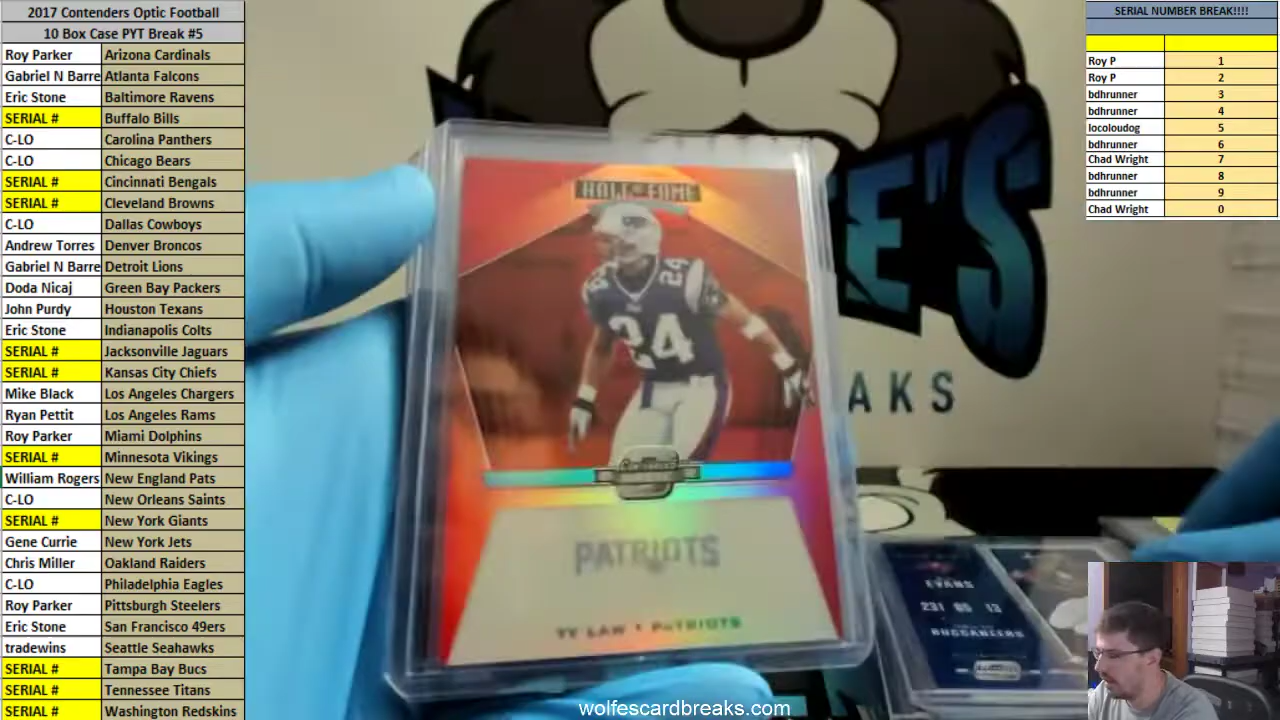 2017 Contenders Optic Football
10 Box Case PYT Break #5
Roy Parker Arizona Cardinals
Gabriel N Barre Atlanta Falcons
Eric Stone Baltimore Ravens
SERIAL # Buffalo Bills
C-LO Carolina Panthers
C-LO Chicago Bears
SERIAL # Cincinnati Bengals
SERIAL # Cleveland Browns
C-LO Dallas Cowboys
Andrew Torres Denver Broncos
Gabriel N Barre Detroit Lions
Doda Nicaj Green Bay Packers
John Purdy Houston Texans
Eric Stone Indianapolis Colts
SERIAL # Jacksonville Jaguars
SERIAL # Kansas City Chiefs
Mike Black Los Angeles Chargers
Ryan Pettit Los Angeles Rams
Roy Parker Miami Dolphins
SERIAL # Minnesota Vikings
William Rogers New England Pats
C-LO New Orleans Saints
SERIAL # New York Giants
Gene Currie New York Jets
Chris Miller Oakland Raiders
C-LO Philadelphia Eagles
Roy Parker Pittsburgh Steelers
Eric Stone San Francisco 49ers
tradewins Seattle Seahawks
SERIAL # Tampa Bay Bucs
SERIAL # Tennessee Titans
SERIAL # Washington Redskins
HALL OF FAME
24
24
PATRIOTS
TY LAW • PATRIOTS
E'S
AKS
EVANS
231 65 13
BUCCANEERS
wolfescardbreaks.com
SERIAL NUMBER BREAK!!!!
Roy P 1
Roy P 2
bdhrunner 3
bdhrunner 4
locoloudog 5
bdhrunner 6
Chad Wright 7
bdhrunner 8
bdhrunner 9
Chad Wright 0